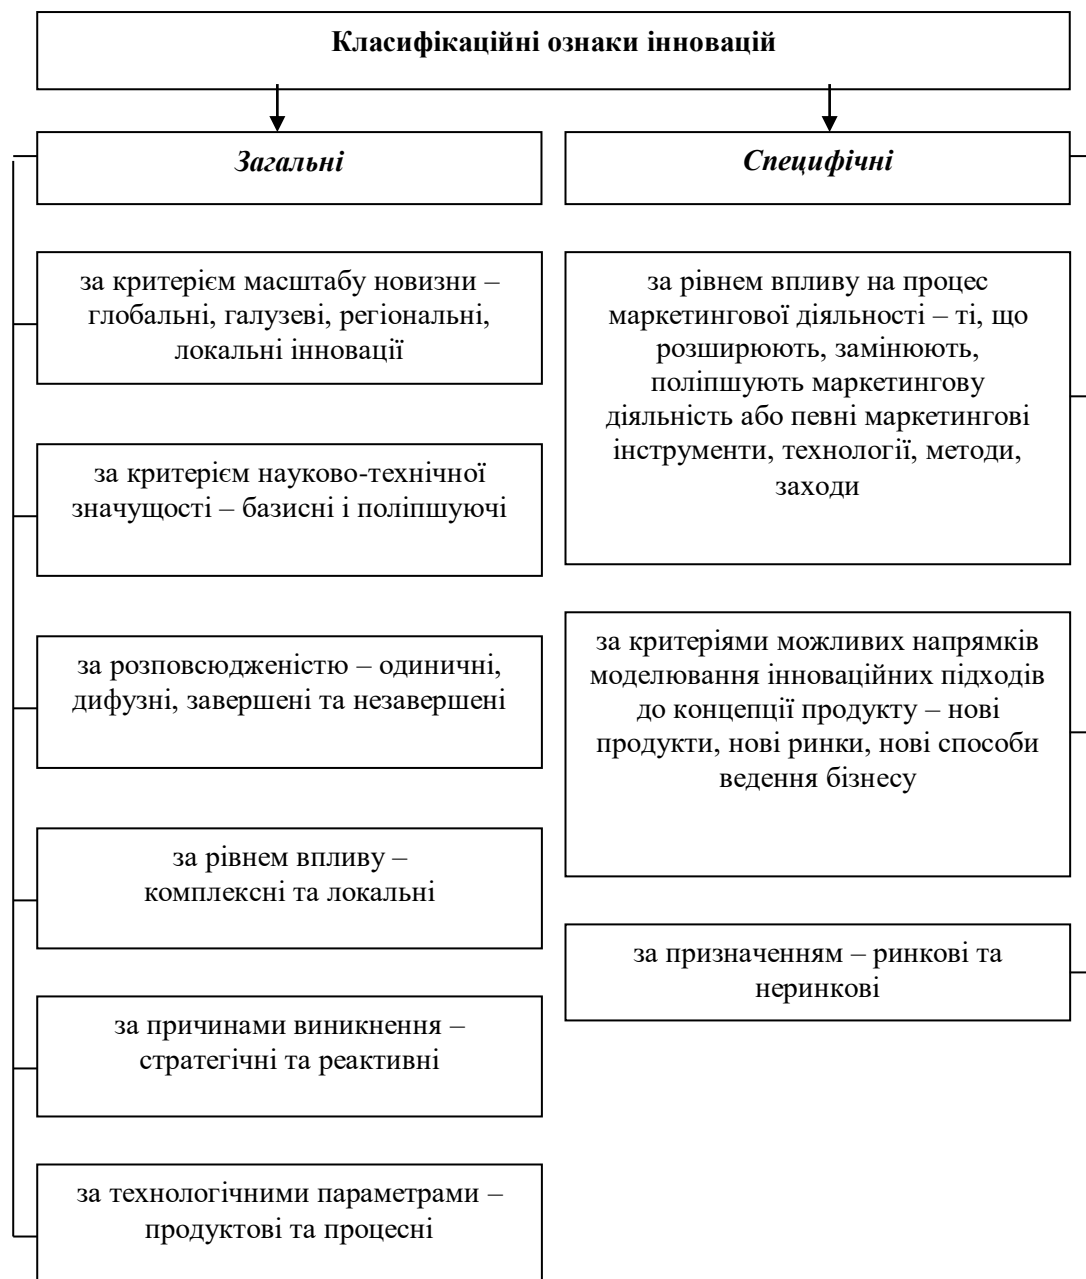 Класифікаційні ознаки інновацій
Загальні
за критерієм масштабу новизни –
глобальні, галузеві, регіональні,
локальні інновації
за критерієм науково-технічної
значущості – базисні і поліпшуючі
за розповсюдженістю – одиничні,
дифузні, завершені та незавершені
за рівнем впливу –
комплексні та локальні
за причинами виникнення –
стратегічні та реактивні
за технологічними параметрами –
продуктові та процесні
Специфічні
за рівнем впливу на процес
маркетингової діяльності – ті, що
розширюють, замінюють,
поліпшують маркетингову
діяльність або певні маркетингові
інструменти, технології, методи,
заходи
за критеріями можливих напрямків
моделювання інноваційних підходів
до концепції продукту – нові
продукти, нові ринки, нові способи
ведення бізнесу
за призначенням – ринкові та
неринкові